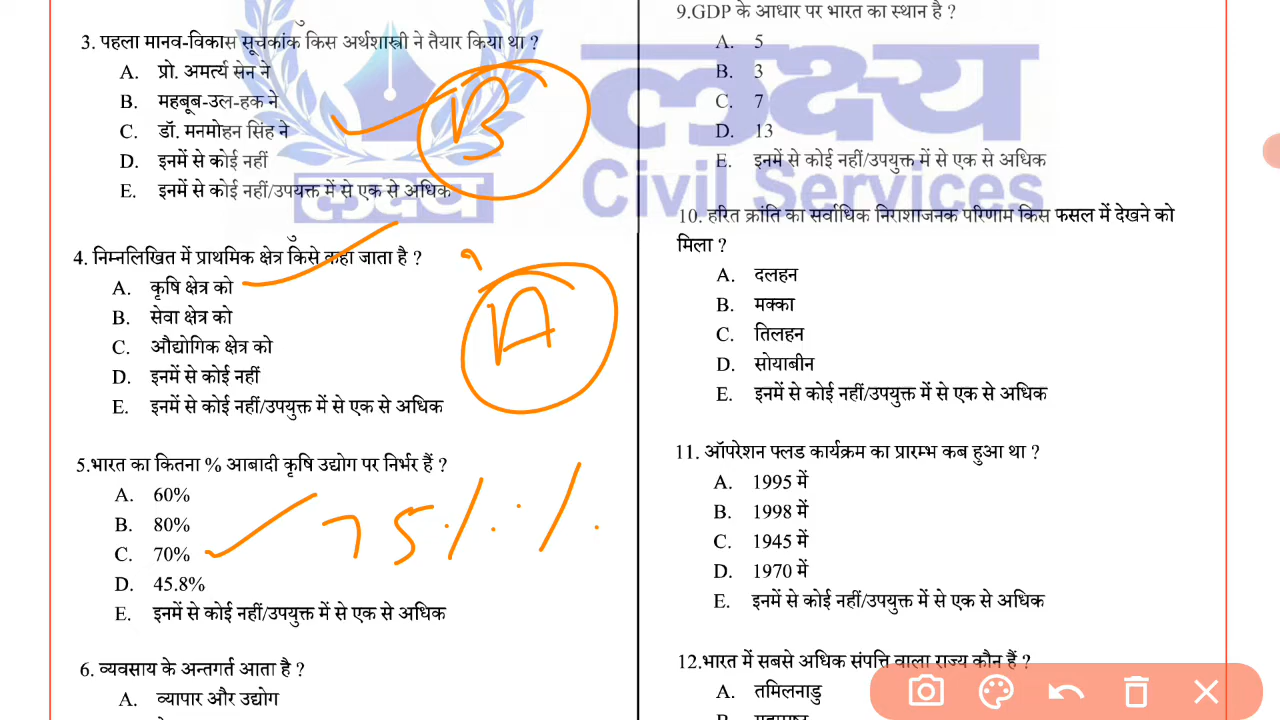 3. पहला मानव-विकास सूचकांक किस अर्थशास्त्री ने तैयार किया था ?
A. प्रो. अमर्त्य सेन ने
B. महबूब-उल-हक ने
C. डॉ. मनमोहन सिंह ने
D. इनमें से कोई नहीं
E. इनमें से कोई नहीं/उपयक्त में से एक से अधिक
B
4. निम्नलिखित में प्राथमिक क्षेत्र किसे कहा जाता है ?
A. कृषि क्षेत्र को
B. सेवा क्षेत्र को
C. औद्योगिक क्षेत्र को
D. इनमें से कोई नहीं
E. इनमें से कोई नहीं/उपयुक्त में से एक से अधिक
A
5.भारत का कितना % आबादी कृषि उद्योग पर निर्भर हैं ?
A. 60%
B. 80%
C. 70%
D. 45.8%
E. इनमें से कोई नहीं/उपयुक्त में से एक से अधिक
75%.%.
6. व्यवसाय के अन्तगर्त आता है ?
A. व्यापार और उद्योग
9.GDP के आधार पर भारत का स्थान है ?
A. 5
B. 3
C. 7
D. 13
E. इनमें से कोई नहीं/उपयुक्त में से एक से अधिक
10. हरित क्रांति का सर्वाधिक निराशाजनक परिणाम किस फसल में देखने को
मिला ?
A. दलहन
B. मक्का
C. तिलहन
D. सोयाबीन
E. इनमें से कोई नहीं/उपयुक्त में से एक से अधिक
11. ऑपरेशन फ्लड कार्यक्रम का प्रारम्भ कब हुआ था ?
A. 1995 में
B. 1998 में
C. 1945 में
D. 1970 में
E. इनमें से कोई नहीं/उपयुक्त में से एक से अधिक
12.भारत में सबसे अधिक संपत्ति वाला राज्य कौन हैं ?
A. तमिलनाडु
लक्ष्य
लक्ष्य
Civil Services